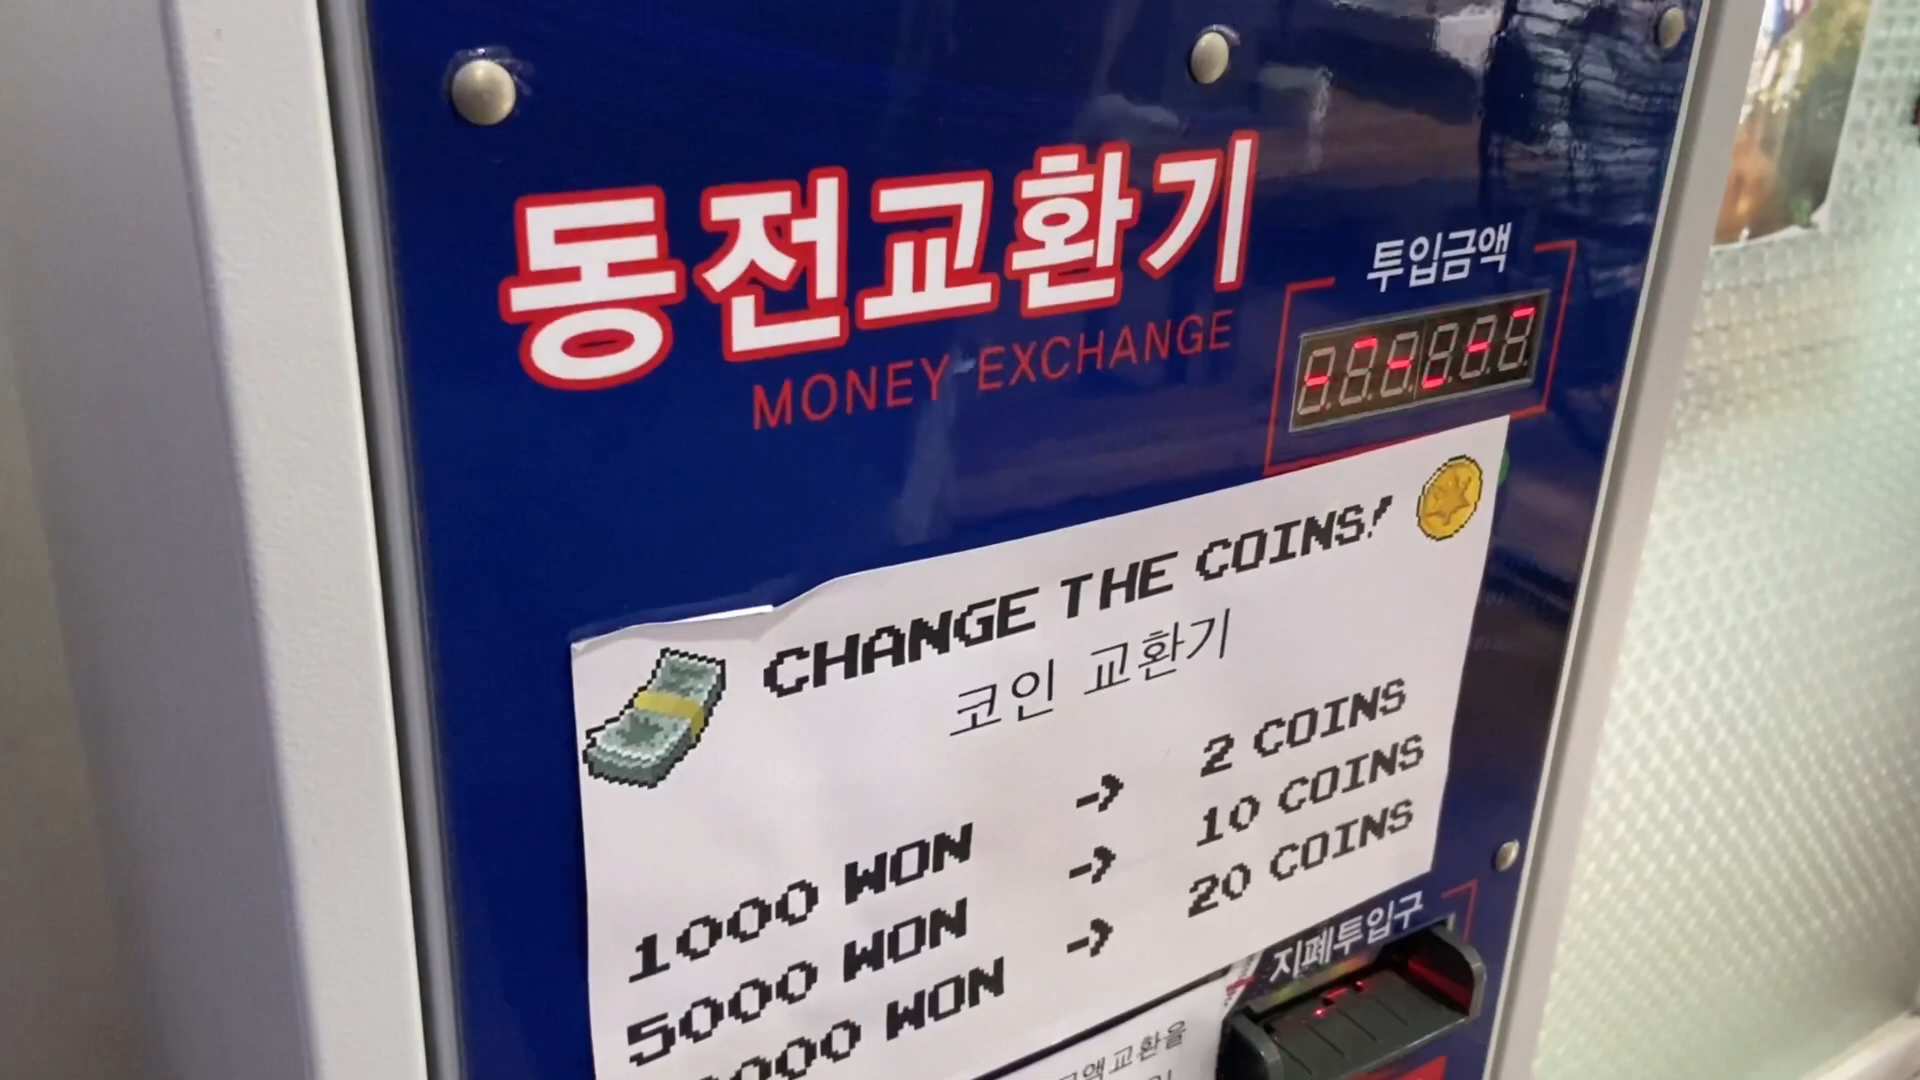 동전교환기
MONEY EXCHANGE
투입금액
CHANGE THE COINS!
코인 교환기
1000 WON -> 2 COINS
5000 WON -> 10 COINS
WON -> 20 COINS
지폐투입구